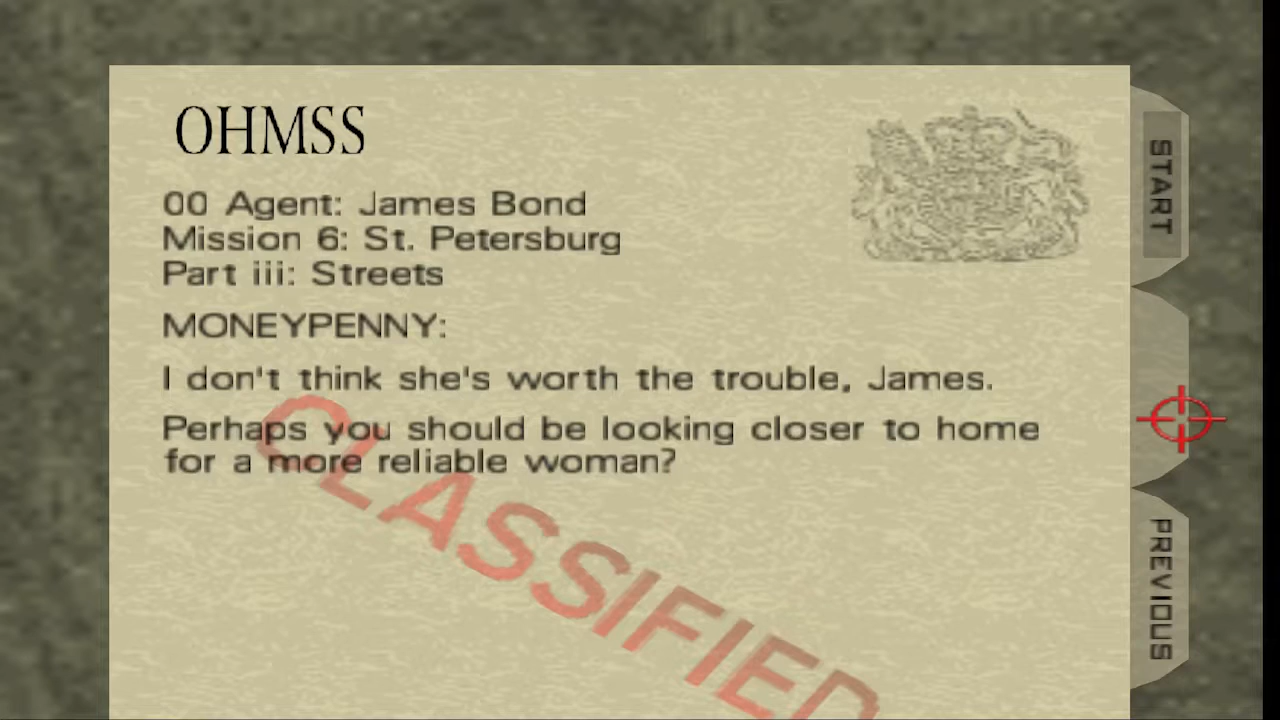 OHMSS
00 Agent: James Bond
Mission 6: St. Petersburg
Part iii: Streets
MONEYPENNY:
I don't think she's worth the trouble, James.
Perhaps you should be looking closer to home
for a more reliable woman?
CLASSIFIED
START
PREVIOUS